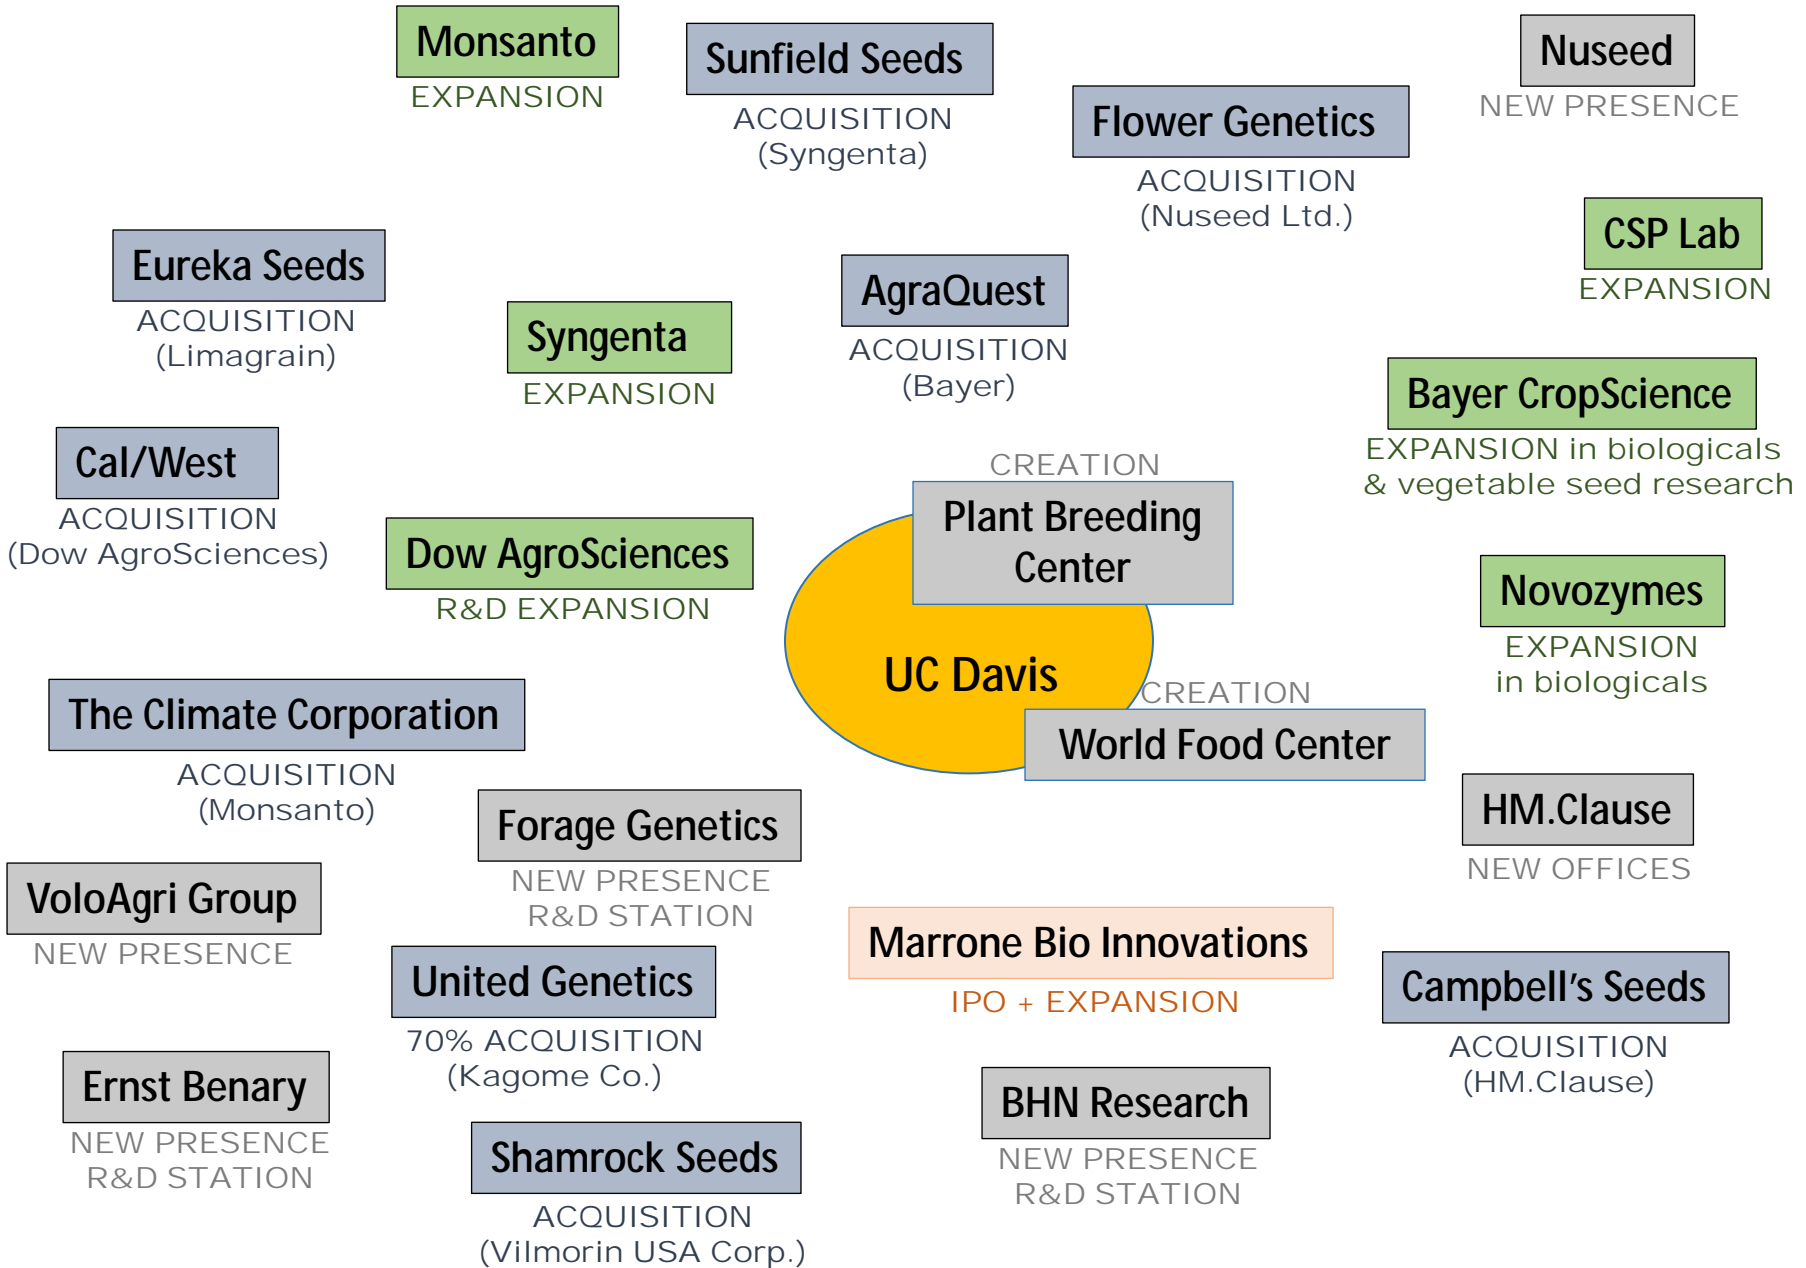 Monsanto
EXPANSION
Sunfield Seeds
ACQUISITION
(Syngenta)
Flower Genetics
ACQUISITION
(Nuseed Ltd.)
Nuseed
NEW PRESENCE
CSP Lab
EXPANSION
Eureka Seeds
ACQUISITION
(Limagrain)
Syngenta
EXPANSION
AgraQuest
ACQUISITION
(Bayer)
Bayer CropScience
EXPANSION in biologicals
& vegetable seed research
Cal/West
ACQUISITION
(Dow AgroSciences)
Dow AgroSciences
R&D EXPANSION
CREATION
Plant Breeding
Center
UC Davis
CREATION
World Food Center
Novozymes
EXPANSION
in biologicals
The Climate Corporation
ACQUISITION
(Monsanto)
Forage Genetics
NEW PRESENCE
R&D STATION
HM.Clause
NEW OFFICES
VoloAgri Group
NEW PRESENCE
United Genetics
70% ACQUISITION
(Kagome Co.)
Marrone Bio Innovations
IPO + EXPANSION
Campbell's Seeds
ACQUISITION
(HM.Clause)
Ernst Benary
NEW PRESENCE
R&D STATION
Shamrock Seeds
ACQUISITION
(Vilmorin USA Corp.)
BHN Research
NEW PRESENCE
R&D STATION